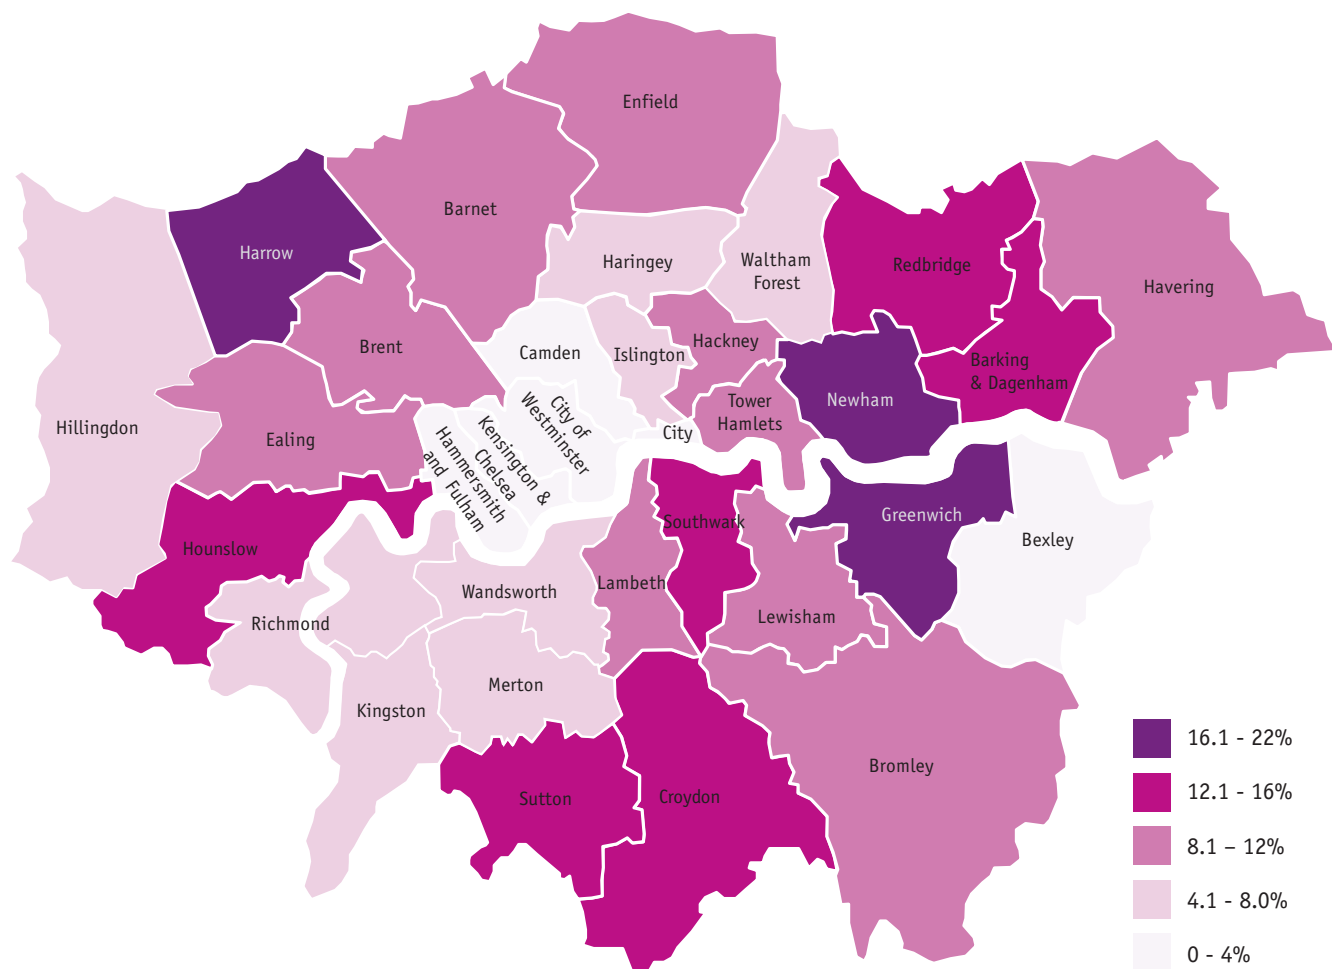 Enfield
Barnet
Harrow
Haringey
Waltham
Forest
Redbridge
Havering
Brent
Camden
Islington
Hackney
Barking
& Dagenham
Newham
Tower
Hamlets
Hillingdon
Ealing
City of
Westminster
Kensington &
Chelsea
Hammersmith
and Fulham
City
Hounslow
Southwark
Greenwich
Bexley
Richmond
Wandsworth
Lambeth
Lewisham
Kingston
Merton
Sutton
Croydon
Bromley
16.1 - 22%
12.1 - 16%
8.1 – 12%
4.1 - 8.0%
0 - 4%